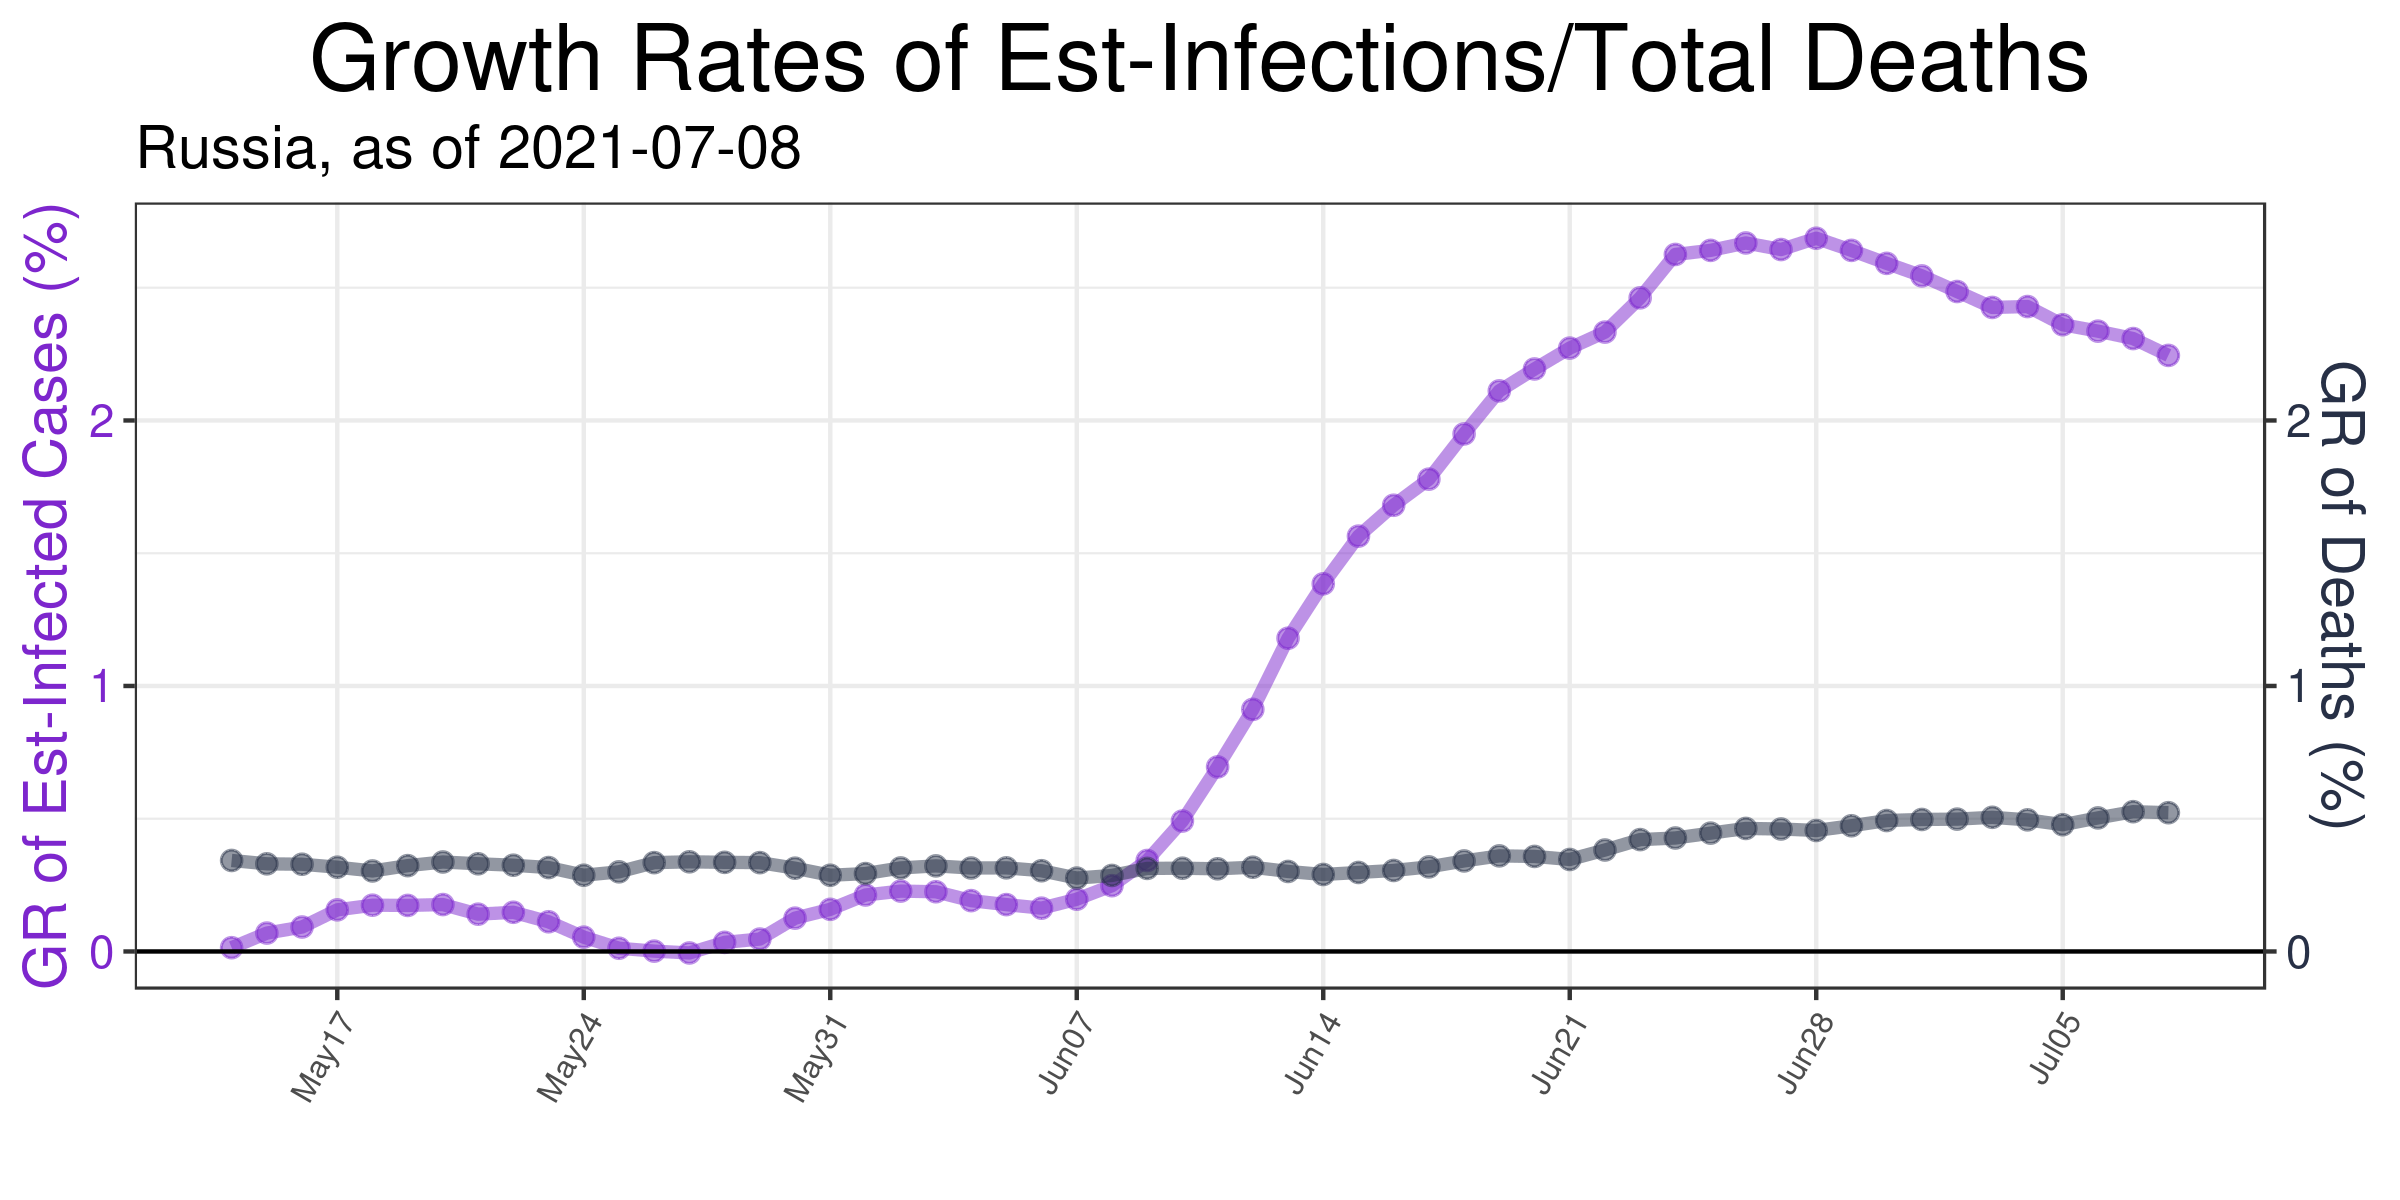 Growth Rates of Est-Infections/Total Deaths
Russia, as of 2021-07-08
GR of Est-Infected Cases (%)
2
1
0
2
1
0
GR of Deaths (%)
May17
May24
May31
Jun07
Jun14
Jun21
Jun28
Jul05